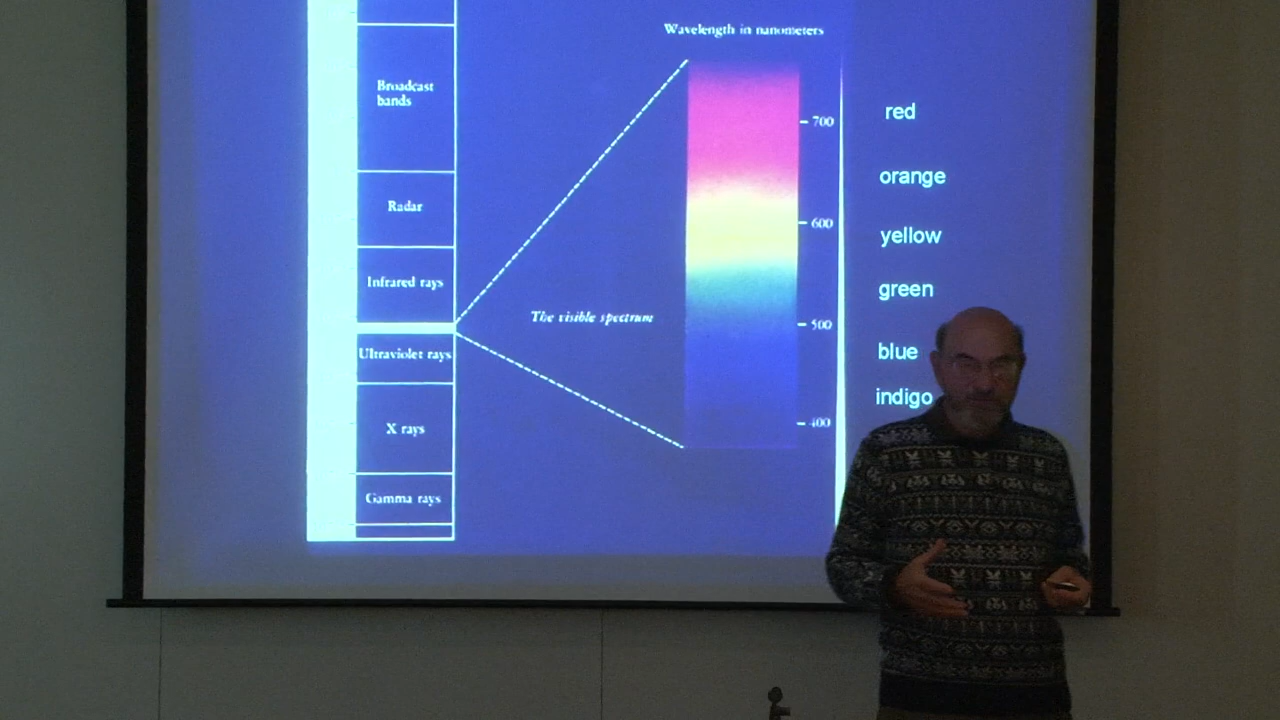 Wavelength in nanometers
Broadcast
bands
Radar
Infrared rays
Ultraviolet rays
X rays
Gamma rays
The visible spectrum
700
600
500
400
red
orange
yellow
green
blue
indigo